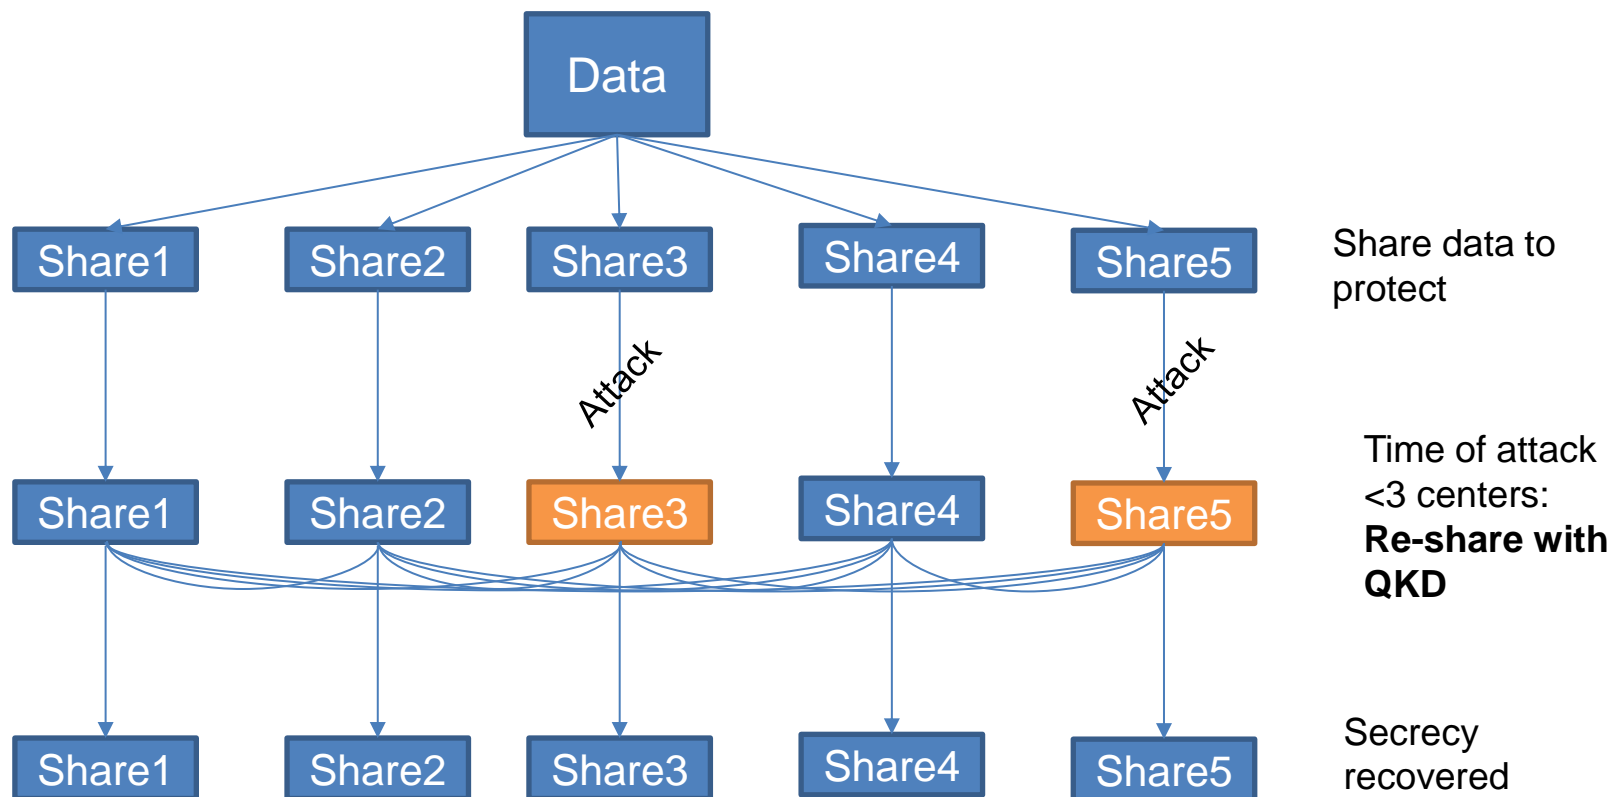 Data
Share1
Share2
Share3
Share4
Share5
Share data to
protect
Attack
Attack
Share1
Share2
Share3
Share4
Share5
Time of attack
<3 centers:
Re-share with
QKD
Share1
Share2
Share3
Share4
Share5
Secrecy
recovered